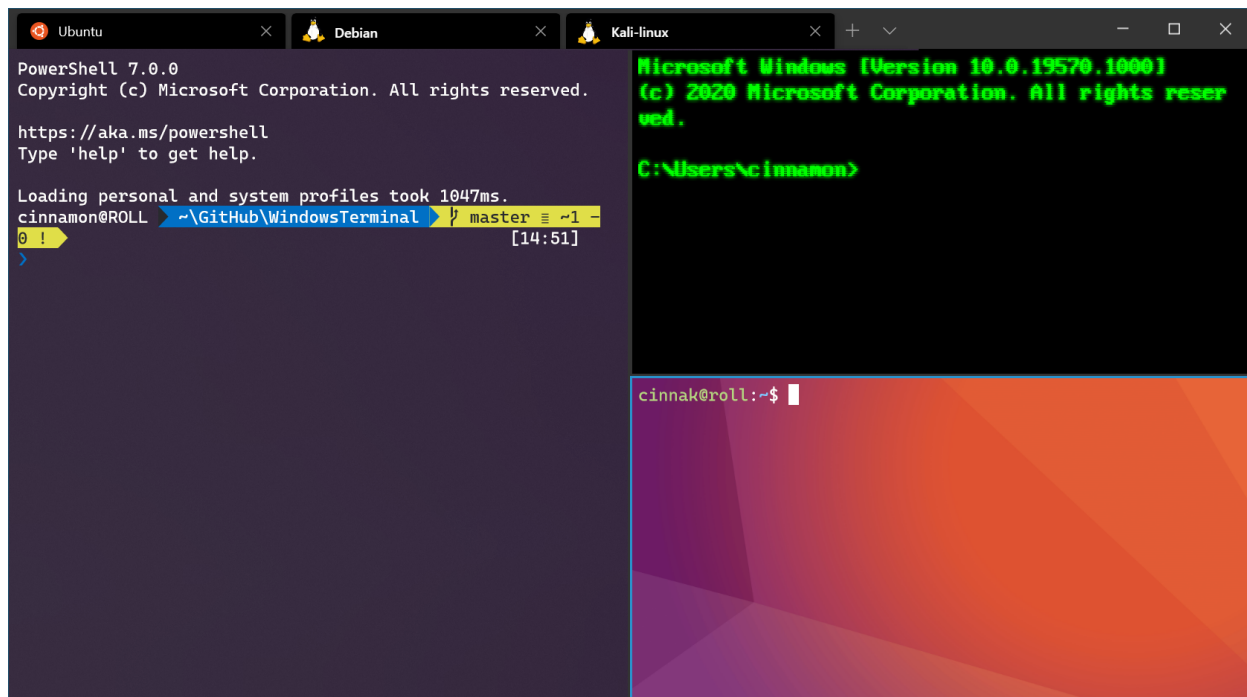 Ubuntu
Debian
Kali-linux
PowerShell 7.0.0
Copyright (c) Microsoft Corporation. All rights reserved.
https://aka.ms/powershell
Type 'help' to get help.
Loading personal and system profiles took 1047ms.
cinnamon@ROLL ~\GitHub\WindowsTerminal master ≡ ~1 -
0 ! [14:51]
❯
Microsoft Windows [Version 10.0.19570.1000]
(c) 2020 Microsoft Corporation. All rights reser
ved.
C:\Users\cinnamon>
cinnak@roll:~$